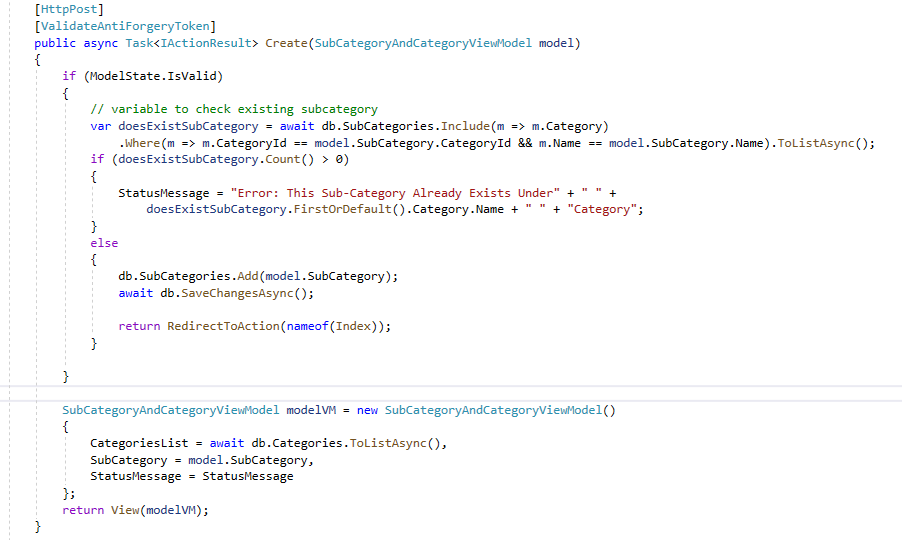 [HttpPost]
[ValidateAntiForgeryToken]
public async Task<IActionResult> Create(SubCategoryAndCategoryViewModel model)
{
if (ModelState.IsValid)
{
// variable to check existing subcategory
var doesExistSubCategory = await db.SubCategories.Include(m => m.Category)
.Where(m => m.CategoryId == model.SubCategory.CategoryId && m.Name == model.SubCategory.Name).ToListAsync();
if (doesExistSubCategory.Count() > 0)
{
StatusMessage = "Error: This Sub-Category Already Exists Under" + " " +
doesExistSubCategory.FirstOrDefault().Category.Name + " " + "Category";
}
else
{
db.SubCategories.Add(model.SubCategory);
await db.SaveChangesAsync();
return RedirectToAction(nameof(Index));
}
}
SubCategoryAndCategoryViewModel modelVM = new SubCategoryAndCategoryViewModel()
{
CategoriesList = await db.Categories.ToListAsync(),
SubCategory = model.SubCategory,
StatusMessage = StatusMessage
};
return View(modelVM);
}